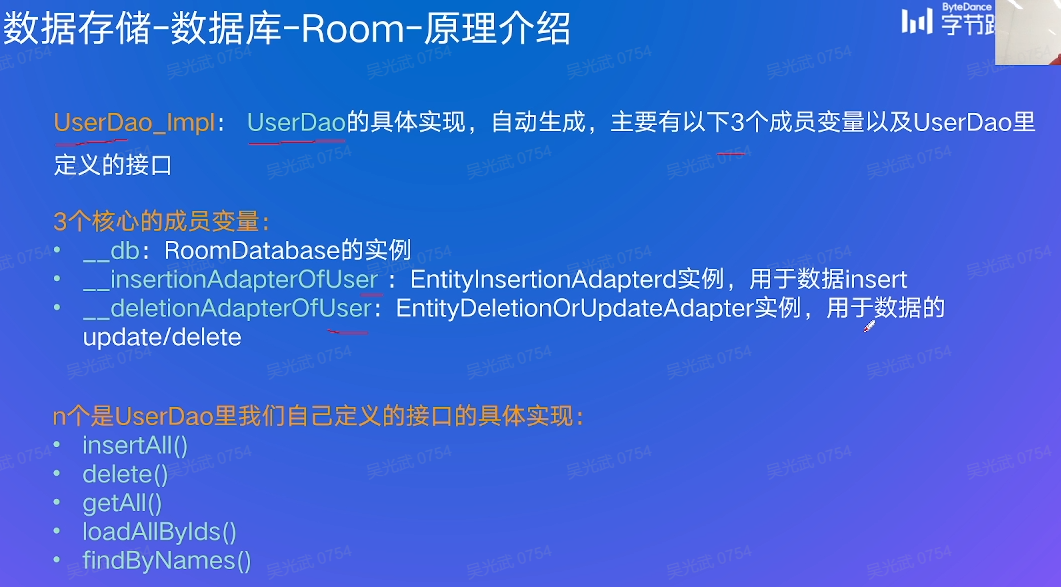 数据存储-数据库-Room-原理介绍
ByteDance
字节跳
UserDao_Impl： UserDao的具体实现，自动生成，主要有以下3个成员变量以及UserDao里
定义的接口
3个核心的成员变量：
• __db：RoomDatabase的实例
• __insertionAdapterOfUser ：EntityInsertionAdapterd实例，用于数据insert
• __deletionAdapterOfUser：EntityDeletionOrUpdateAdapter实例，用于数据的
update/delete
n个是UserDao里我们自己定义的接口的具体实现：
• insertAll()
• delete()
• getAll()
• loadAllByIds()
• findByNames()
吴光武 0754